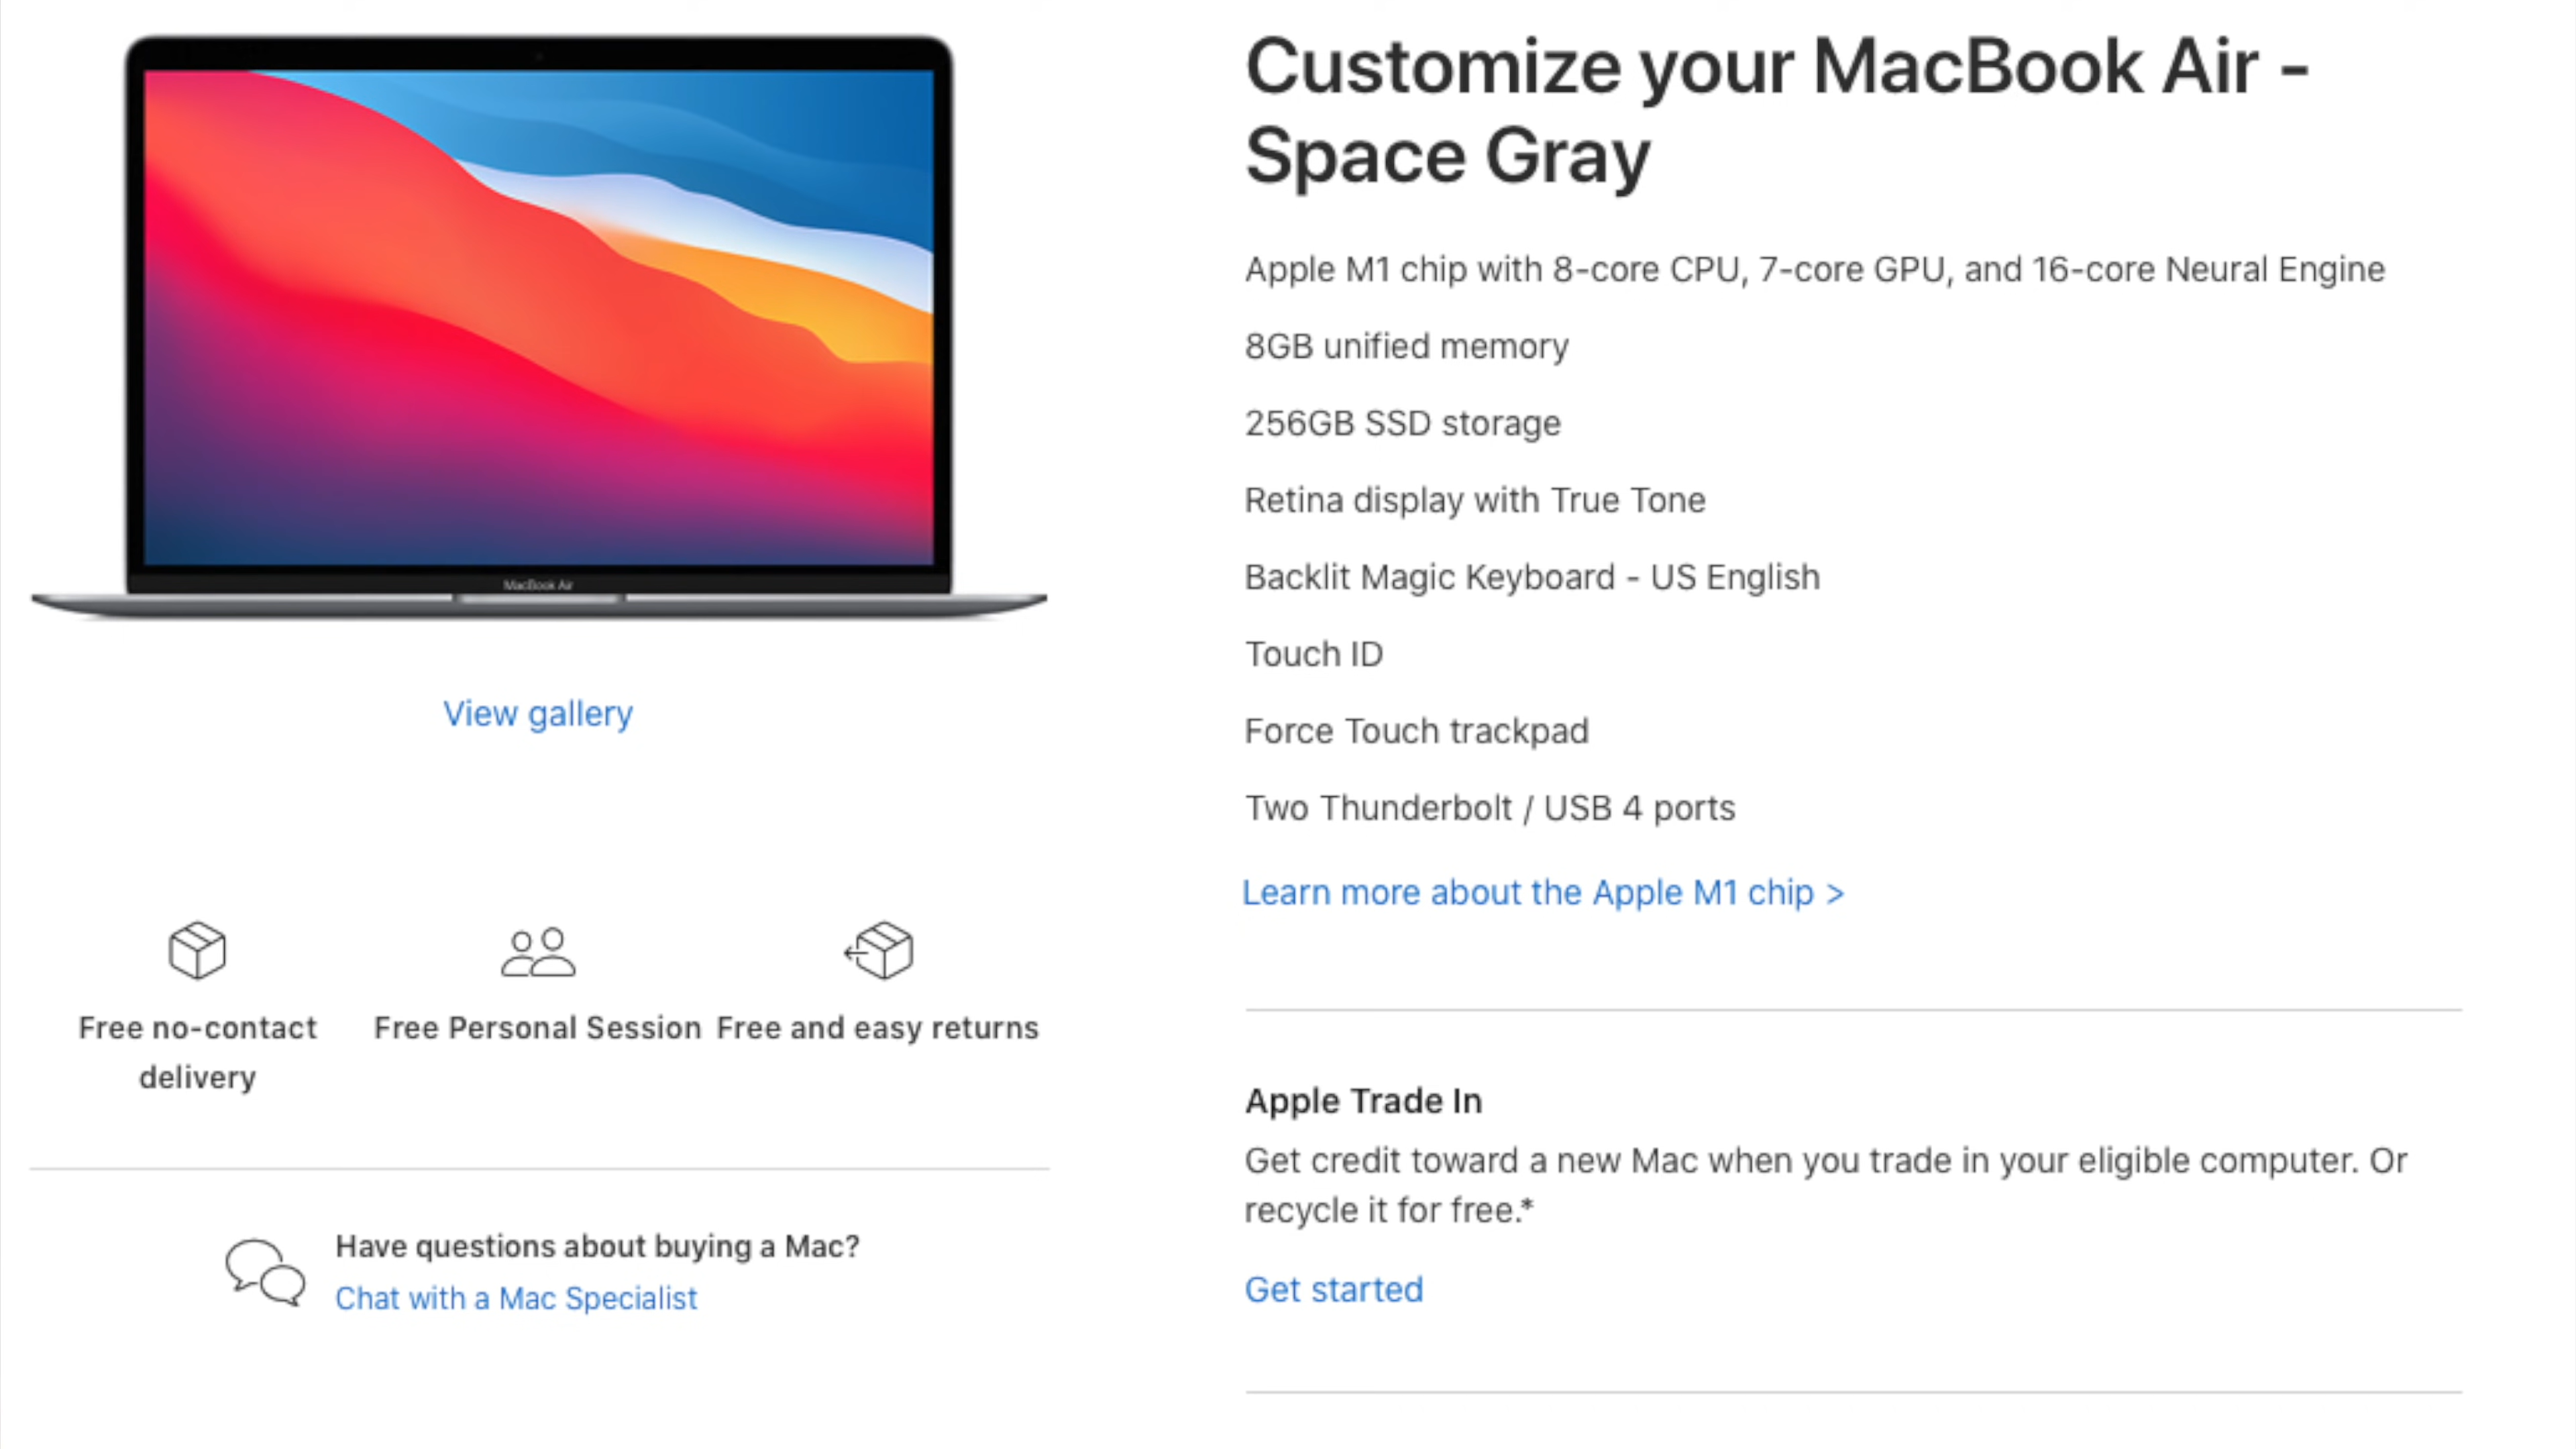 MacBook Air
View gallery
Free no-contact
delivery
Free Personal Session
Free and easy returns
Have questions about buying a Mac?
Chat with a Mac Specialist
Customize your MacBook Air -
Space Gray
Apple M1 chip with 8-core CPU, 7-core GPU, and 16-core Neural Engine
8GB unified memory
256GB SSD storage
Retina display with True Tone
Backlit Magic Keyboard - US English
Touch ID
Force Touch trackpad
Two Thunderbolt / USB 4 ports
Learn more about the Apple M1 chip >
Apple Trade In
Get credit toward a new Mac when you trade in your eligible computer. Or
recycle it for free.*
Get started